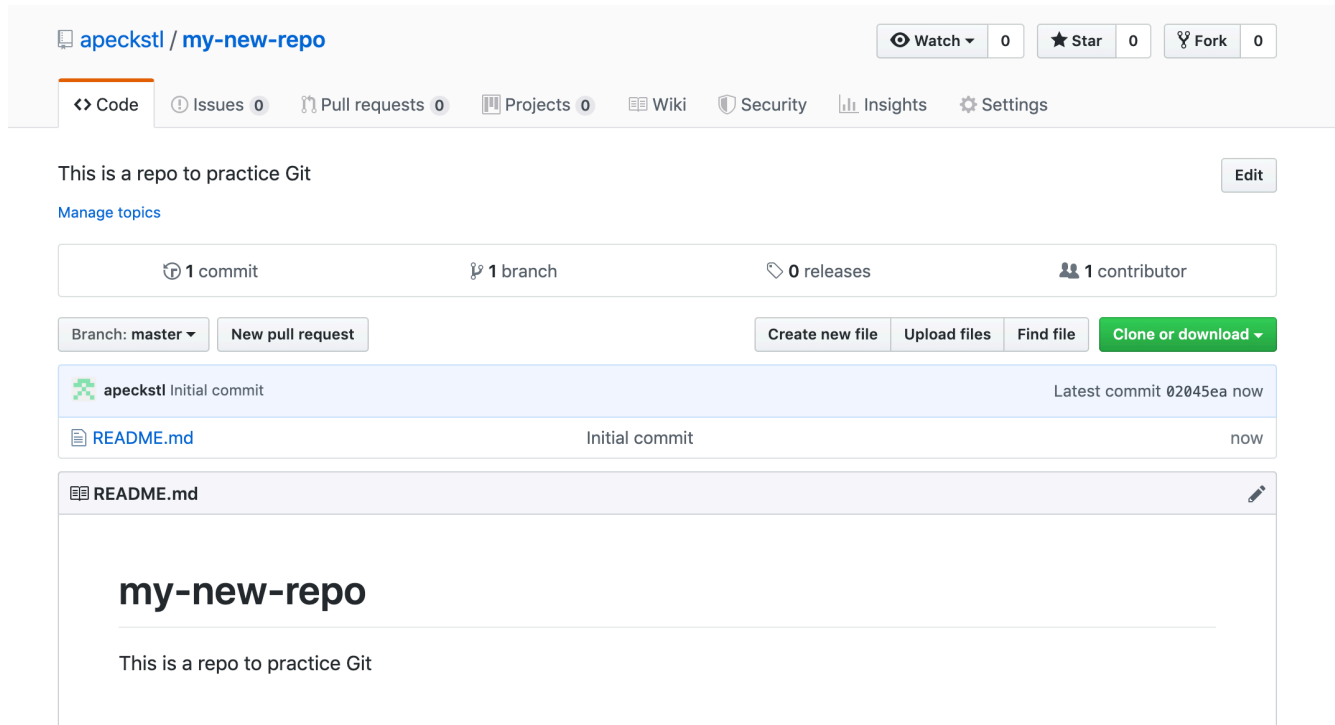 apeckstl / my-new-repo
Watch 0 Star 0 Fork 0
Code Issues 0 Pull requests 0 Projects 0 Wiki Security Insights Settings
This is a repo to practice Git
Edit
Manage topics
1 commit 1 branch 0 releases 1 contributor
Branch: master New pull request Create new file Upload files Find file Clone or download
apeckstl Initial commit Latest commit 02045ea now
README.md Initial commit now
README.md
my-new-repo
This is a repo to practice Git